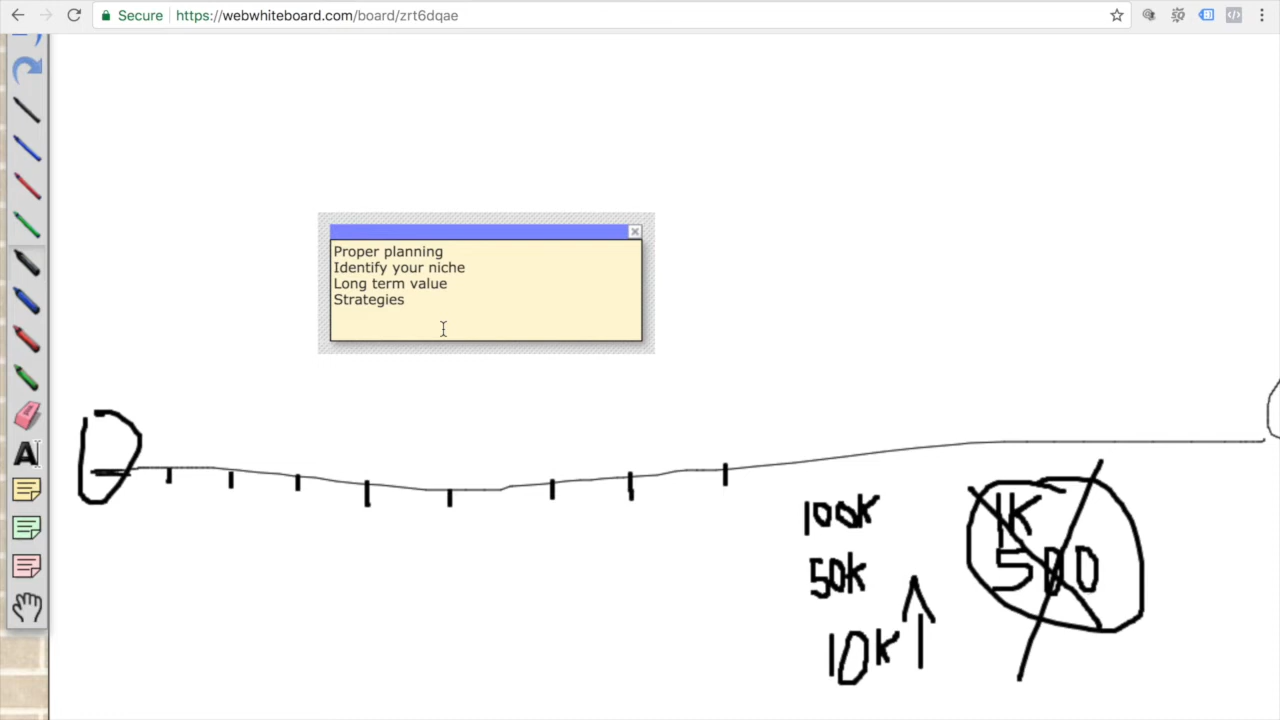 Secure https://webwhiteboard.com/board/zrt6dqae
Proper planning
Identify your niche
Long term value
Strategies
100K
50K
10K
1K
500
A